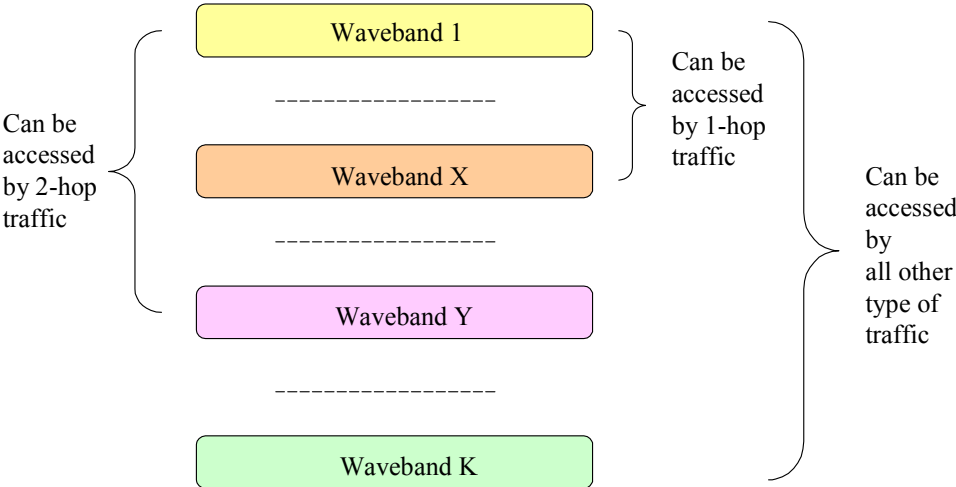 Waveband 1
Can be
accessed
by 1-hop
traffic
Can be
accessed
by 2-hop
traffic
Waveband X
Can be
accessed
by
all other
type of
traffic
Waveband Y
Waveband K